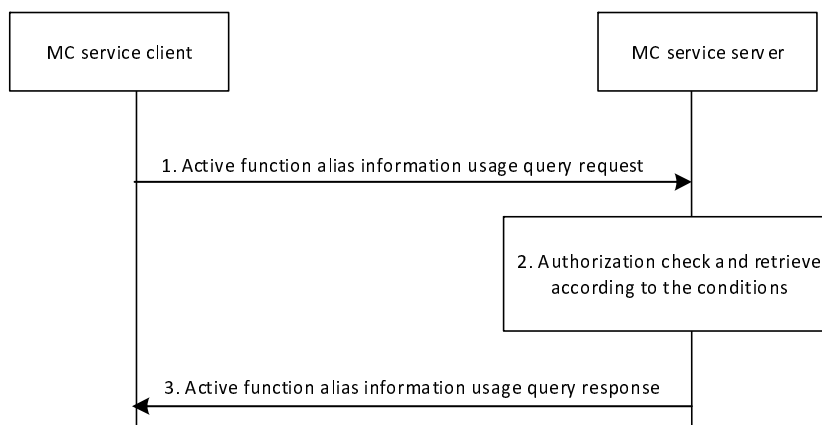 MC service client
MC service server
1. Active function alias information usage query request
2. Authorization check and retrieve
according to the conditions
3. Active function alias information usage query response